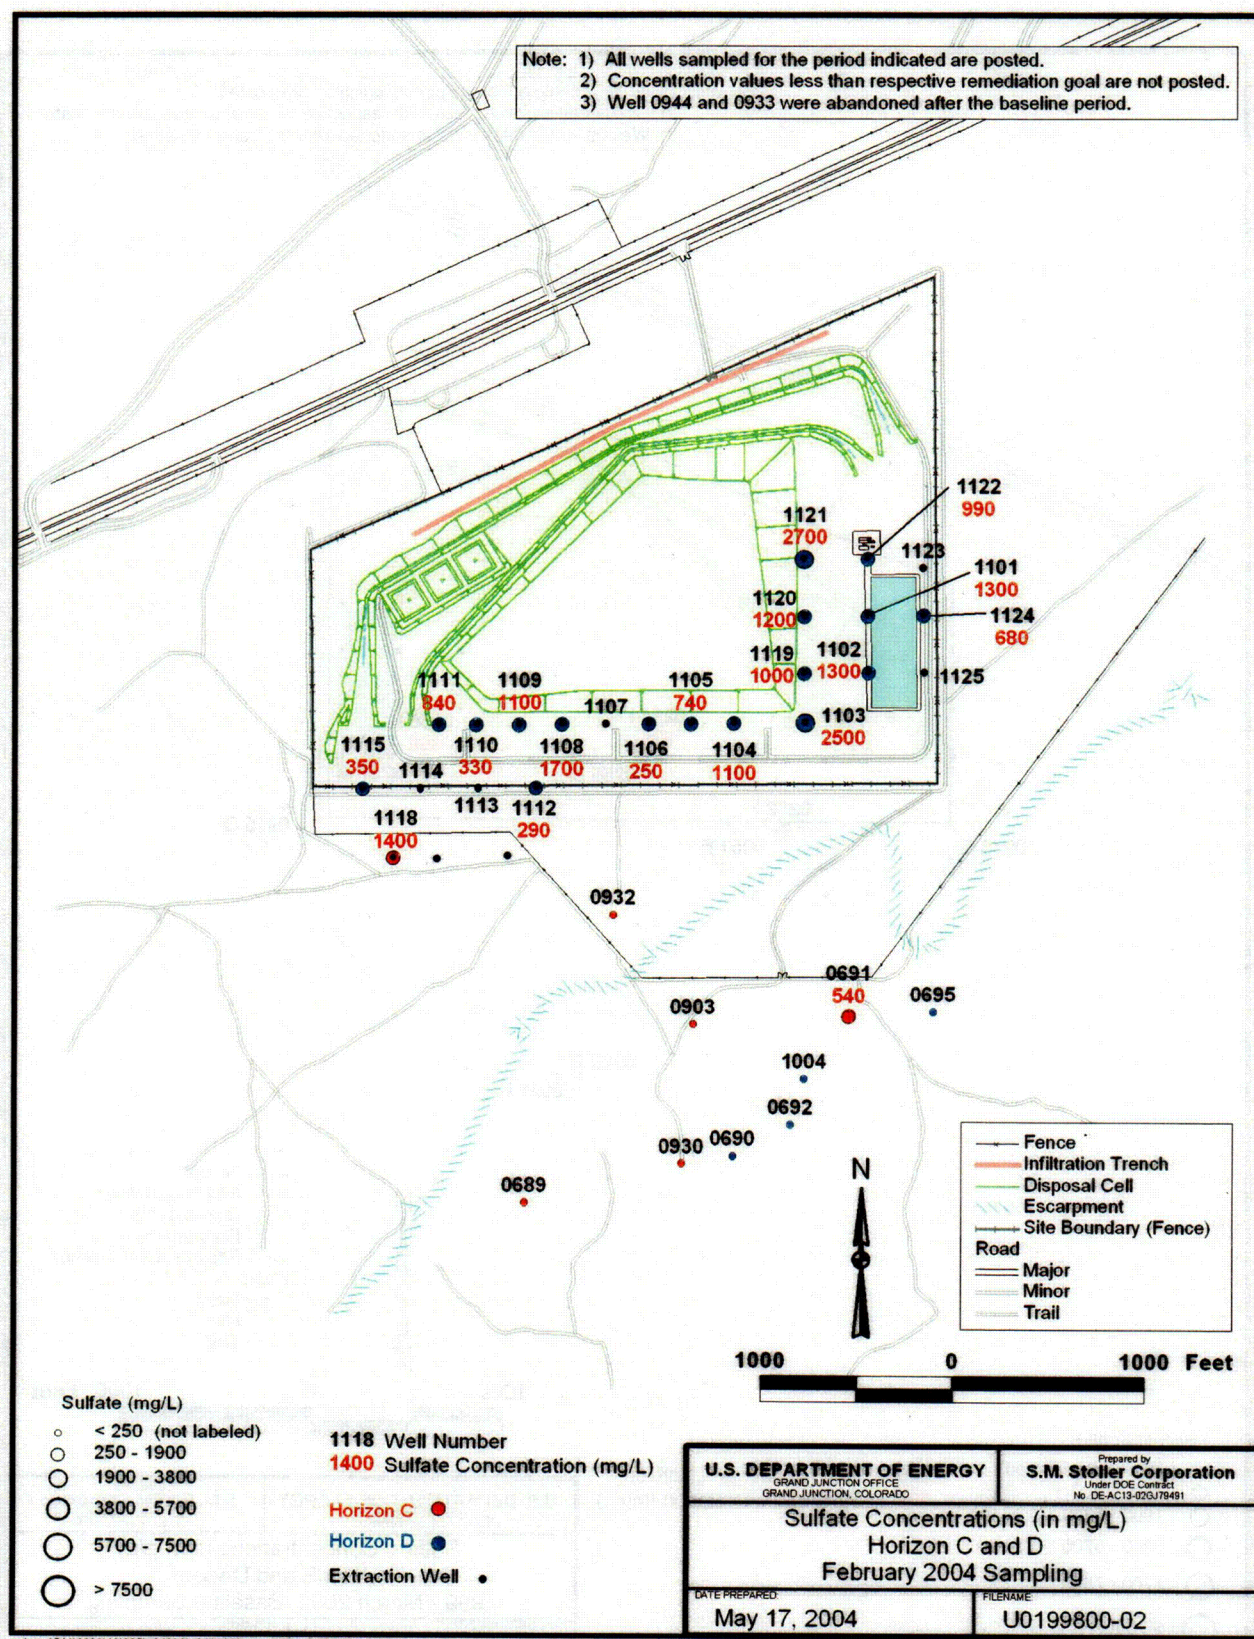 Note: 1) All wells sampled for the period indicated are posted.
2) Concentration values less than respective remediation goal are not posted.
3) Well 0944 and 0933 were abandoned after the baseline period.
1122
990
1121
2700
1123
1101
1300
1120
1200
1124
680
1119
1000
1102
1300
1125
1111
840
1109
1100
1105
740
1107
1103
2500
1115
350
1114
1110
330
1108
1700
1106
250
1104
1100
1113
1112
290
1118
1400
0932
0691
540
0695
0903
1004
0692
0930
0690
0689
N
Fence
Infiltration Trench
Disposal Cell
Escarpment
Site Boundary (Fence)
Road
Major
Minor
Trail
1000 0 1000 Feet
Sulfate (mg/L)
< 250 (not labeled)
250 - 1900
1900 - 3800
3800 - 5700
5700 - 7500
> 7500
1118 Well Number
1400 Sulfate Concentration (mg/L)
Horizon C
Horizon D
Extraction Well
U.S. DEPARTMENT OF ENERGY
GRAND JUNCTION OFFICE
GRAND JUNCTION, COLORADO
Prepared by
S.M. Stoller Corporation
Under DOE Contract
No. DE-AC13-02GJ79491
Sulfate Concentrations (in mg/L)
Horizon C and D
February 2004 Sampling
DATE PREPARED:
May 17, 2004
FILENAME:
U0199800-02